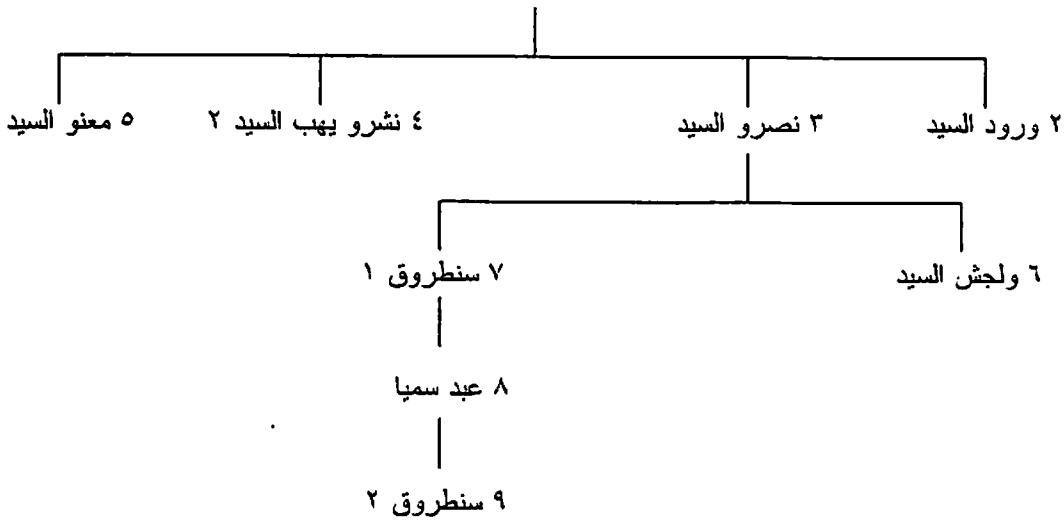 ٢ ورود السيد ٣ نصرو السيد ٤ نشرو يهب السيد ٢ ٥ معنو السيد
٦ ولجش السيد ٧ سنطروق ١
٨ عبد سميا
٩ سنطروق ٢